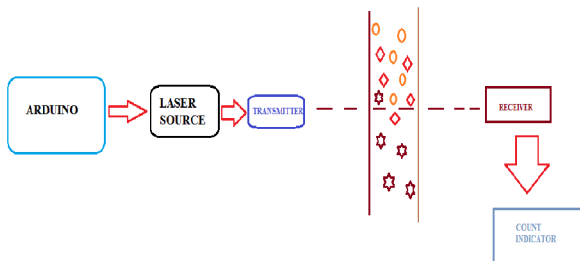 ARDUINO
LASER
SOURCE
TRANSMITTER
RECEIVER
COUNT
INDICATOR